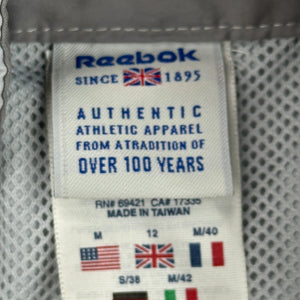 Reebok
SINCE 1895
AUTHENTIC
ATHLETIC APPAREL
FROM A TRADITION OF
OVER 100 YEARS
RN# 69421 CA# 17335
MADE IN TAIWAN
M 12 M/40
S/38 M/42